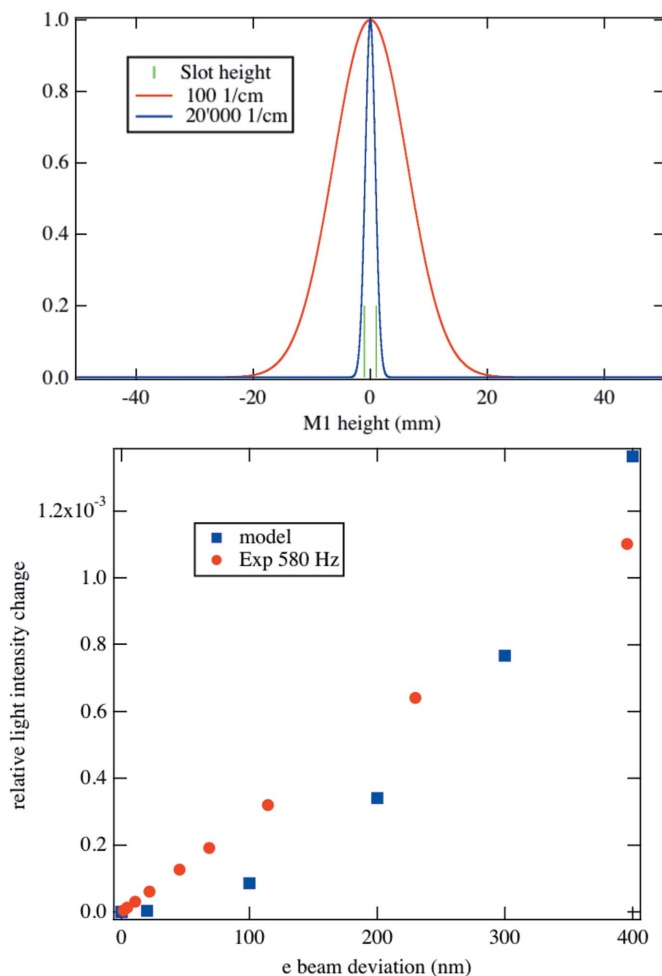 1.0
0.8
0.6
0.4
0.2
0.0
Slot height
100 1/cm
20'000 1/cm
-40 -20 0 20 40
M1 height (mm)
relative light intensity change
1.2x10⁻³
1.0
0.8
0.6
0.4
0.2
0.0
model
Exp 580 Hz
0 100 200 300 400
e beam deviation (nm)